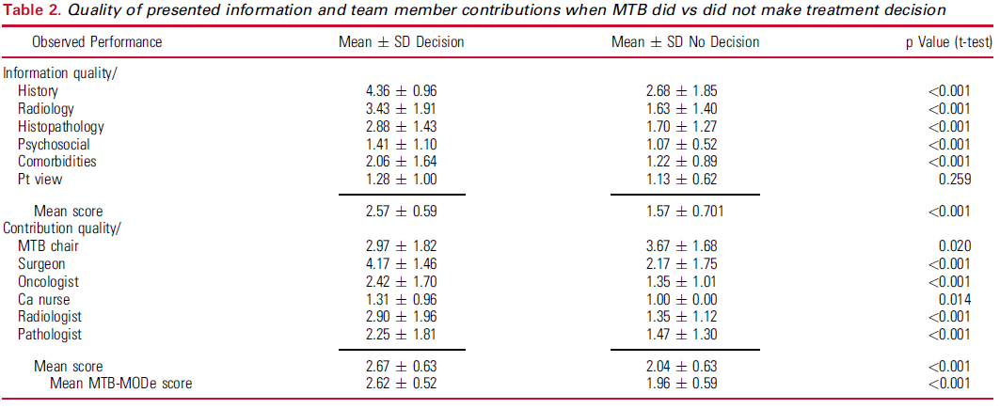 Table 2. Quality of presented information and team member contributions when MTB did vs did not make treatment decision
Observed Performance Mean ± SD Decision Mean ± SD No Decision p Value (t-test)
Information quality/
History 4.36 ± 0.96 2.68 ± 1.85 <0.001
Radiology 3.43 ± 1.91 1.63 ± 1.40 <0.001
Histopathology 2.88 ± 1.43 1.70 ± 1.27 <0.001
Psychosocial 1.41 ± 1.10 1.07 ± 0.52 <0.001
Comorbidities 2.06 ± 1.64 1.22 ± 0.89 <0.001
Pt view 1.28 ± 1.00 1.13 ± 0.62 0.259
Mean score 2.57 ± 0.59 1.57 ± 0.701 <0.001
Contribution quality/
MTB chair 2.97 ± 1.82 3.67 ± 1.68 0.020
Surgeon 4.17 ± 1.46 2.17 ± 1.75 <0.001
Oncologist 2.42 ± 1.70 1.35 ± 1.01 <0.001
Ca nurse 1.31 ± 0.96 1.00 ± 0.00 0.014
Radiologist 2.90 ± 1.96 1.35 ± 1.12 <0.001
Pathologist 2.25 ± 1.81 1.47 ± 1.30 <0.001
Mean score 2.67 ± 0.63 2.04 ± 0.63 <0.001
Mean MTB-MODe score 2.62 ± 0.52 1.96 ± 0.59 <0.001